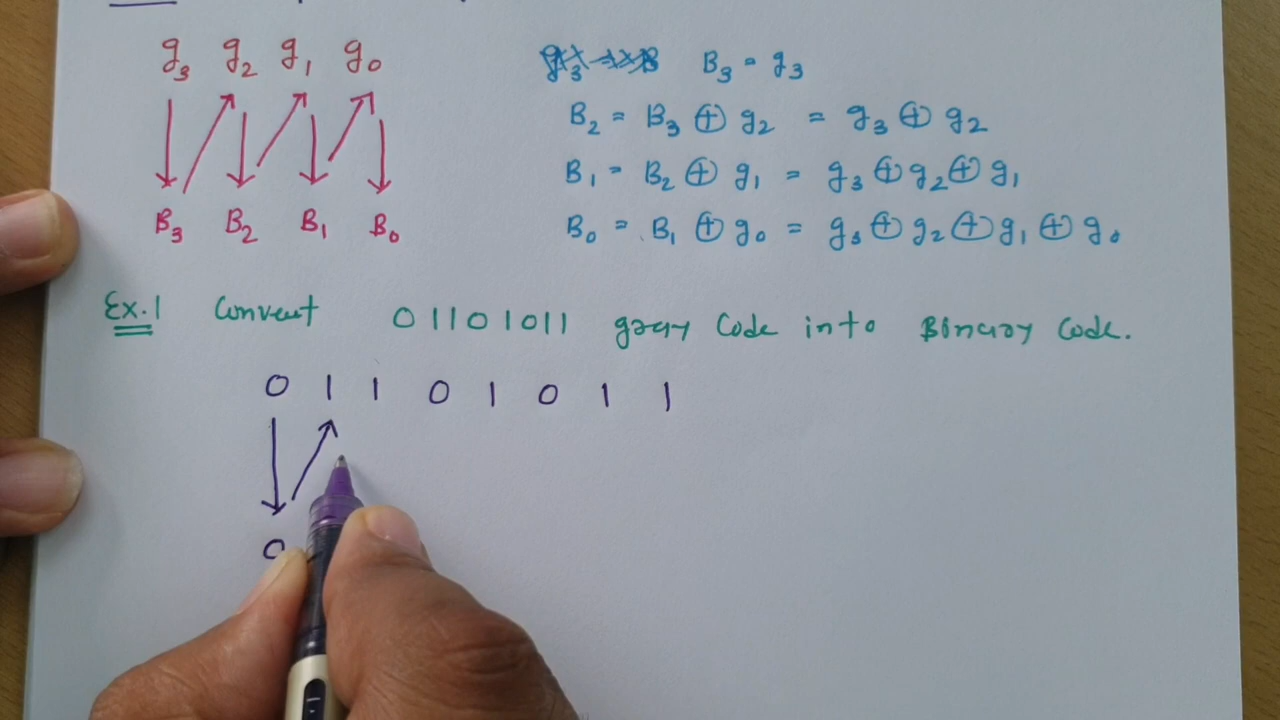 g₃ g₂ g₁ g₀
B₃ B₂ B₁ B₀
B₃ = g₃
B₂ = B₃ ⊕ g₂ = g₃ ⊕ g₂
B₁ = B₂ ⊕ g₁ = g₃ ⊕ g₂ ⊕ g₁
B₀ = B₁ ⊕ g₀ = g₃ ⊕ g₂ ⊕ g₁ ⊕ g₀
Ex.1 Convert 01101011 gray Code into Binary Code.
0 1 1 0 1 0 1 1
0